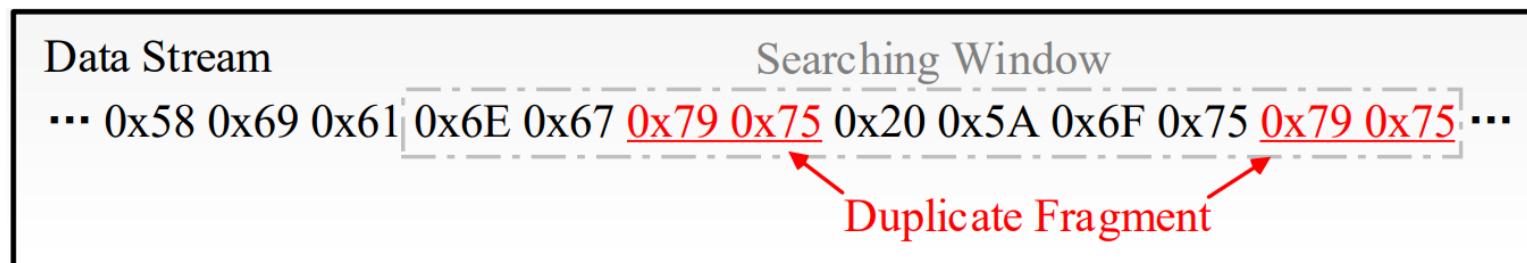 Data Stream
Searching Window
··· 0x58 0x69 0x61 0x6E 0x67 0x79 0x75 0x20 0x5A 0x6F 0x75 0x79 0x75 ···
Duplicate Fragment